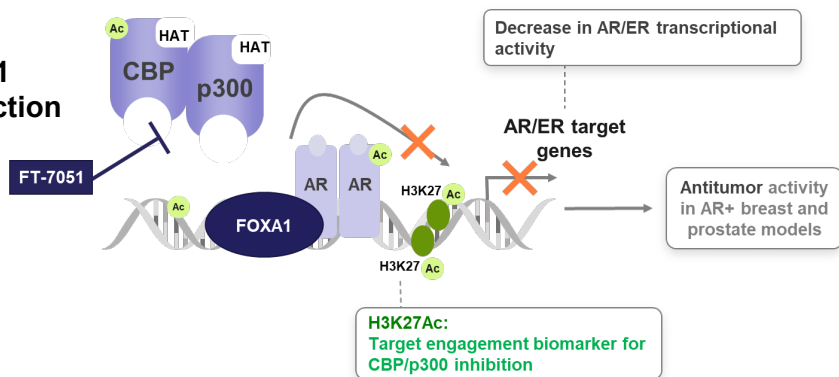 Ac
HAT
CBP
HAT
p300
1
ction
FT-7051
Decrease in AR/ER transcriptional
activity
AR/ER target
genes
Ac
AR
AR
H3K27
Ac
Ac
FOXA1
H3K27
Ac
Antitumor activity
in AR+ breast and
prostate models
H3K27Ac:
Target engagement biomarker for
CBP/p300 inhibition